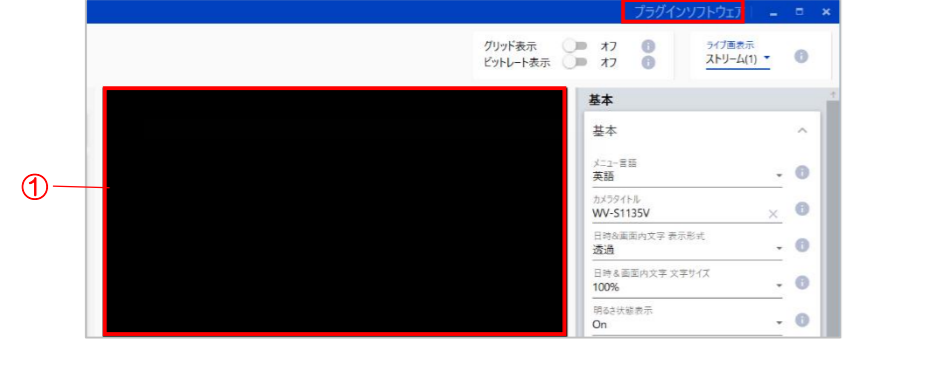 プラグインソフトウェア
グリッド表示 オフ
ビットレート表示 オフ
ライブ画表示
ストリーム(1)
①
基本
基本
メニュー言語
英語
カメラタイトル
WV-S1135V
日時&画面内文字 表示形式
透過
日時&画面内文字 文字サイズ
100%
明るさ状態表示
On